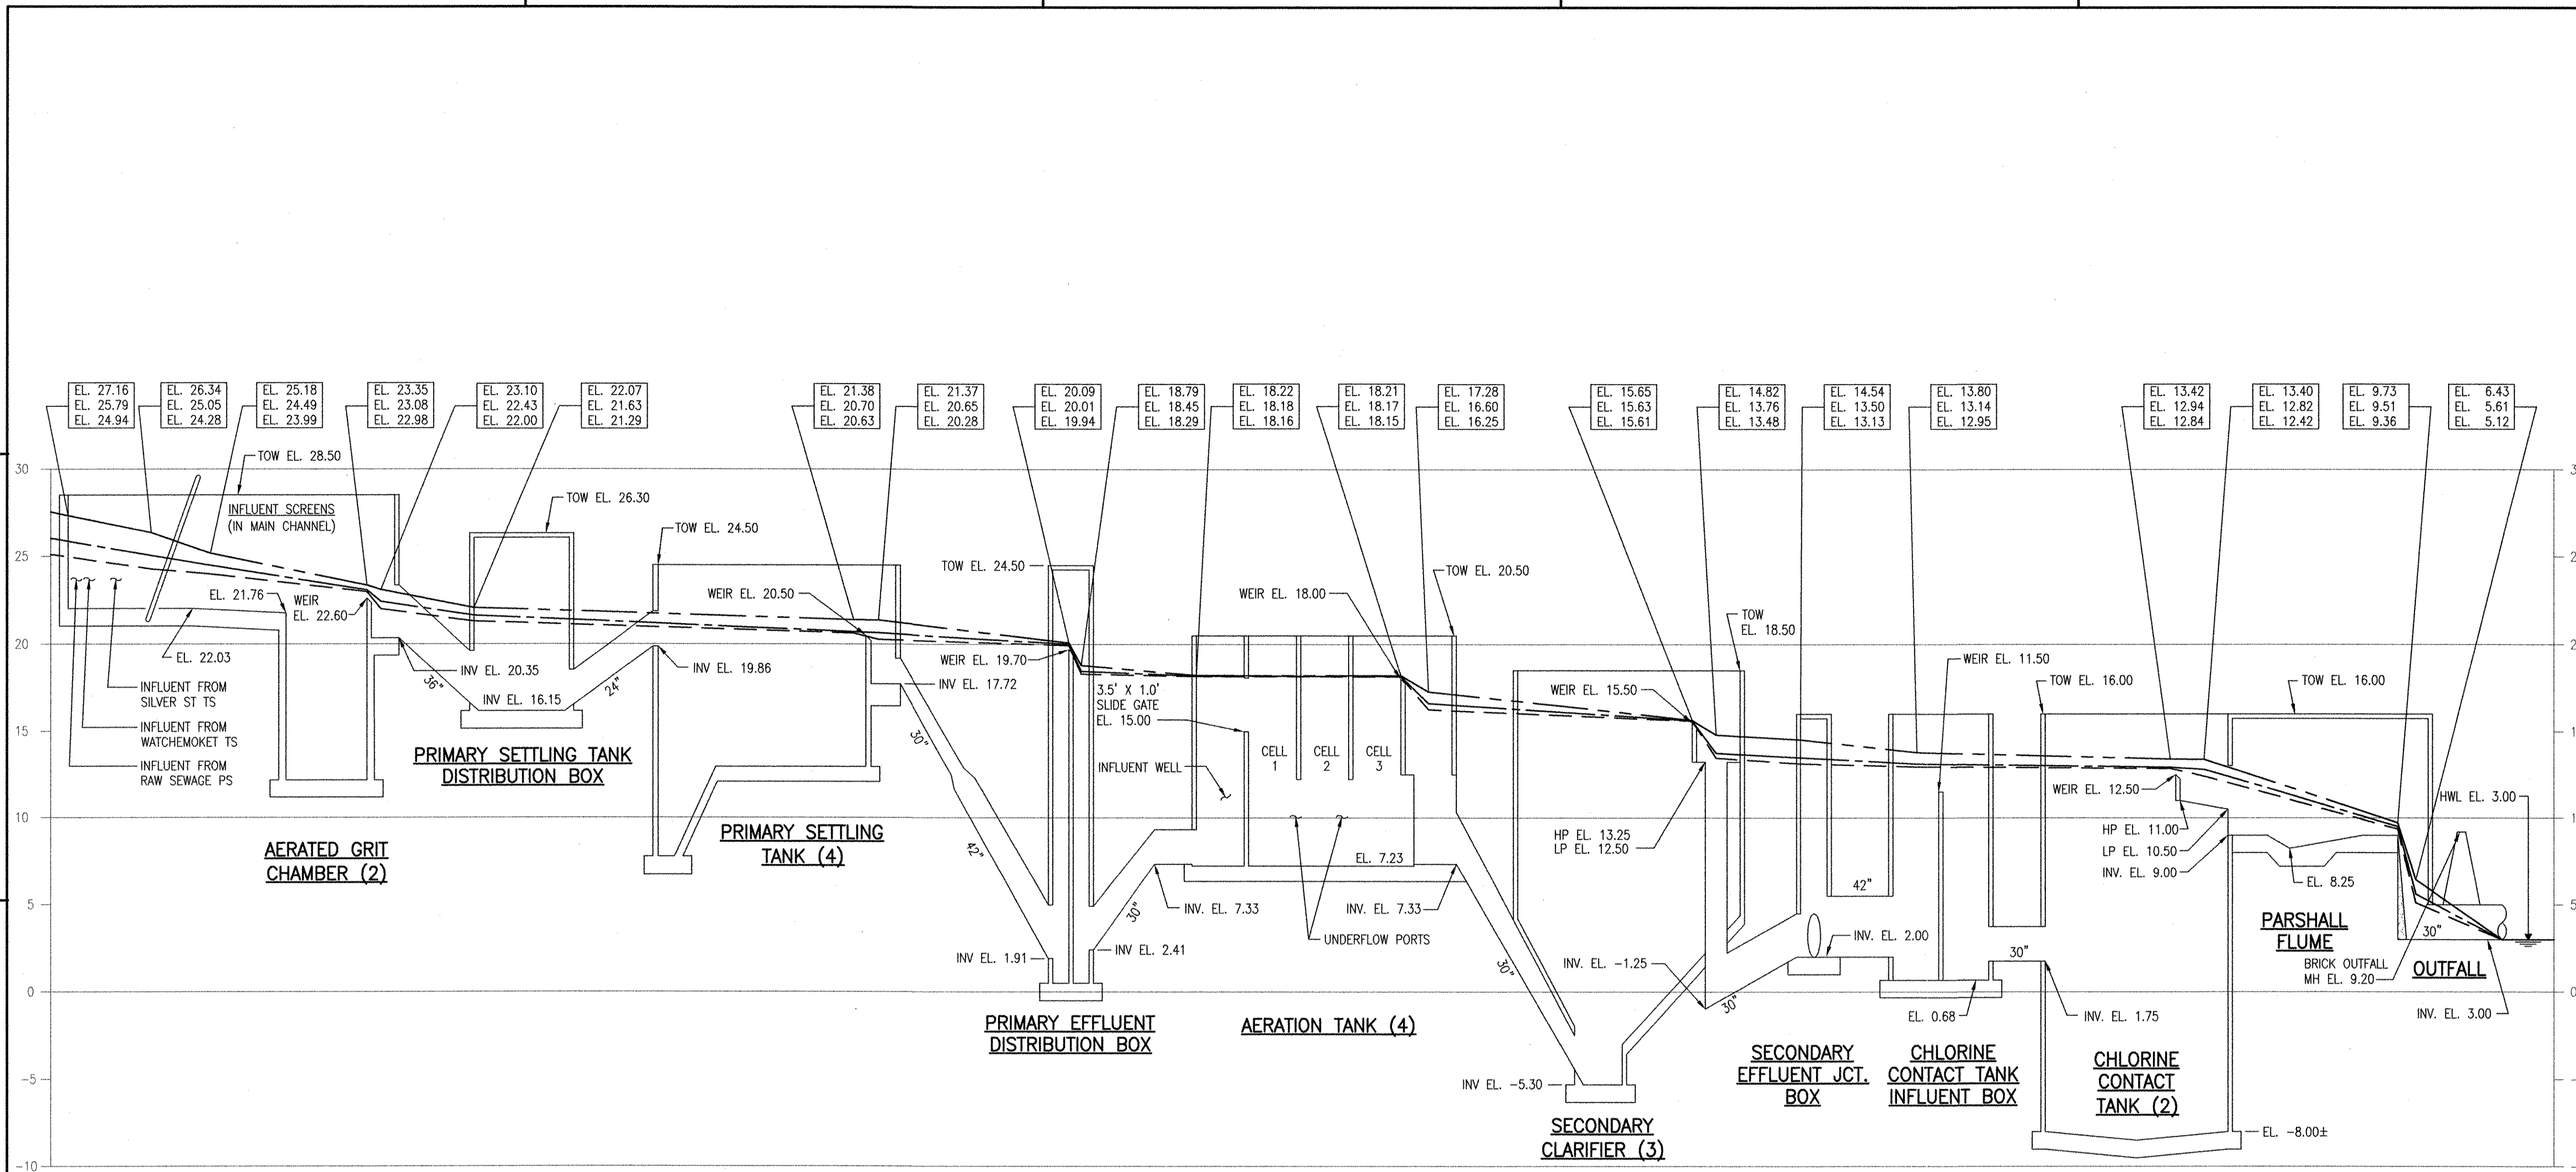 EL. 27.16
EL. 25.79
EL. 24.94
EL. 26.34
EL. 25.05
EL. 24.28
EL. 25.18
EL. 24.49
EL. 23.99
EL. 23.35
EL. 23.08
EL. 22.98
EL. 23.10
EL. 22.43
EL. 22.00
EL. 22.07
EL. 21.63
EL. 21.29
EL. 21.38
EL. 20.70
EL. 20.63
EL. 21.37
EL. 20.65
EL. 20.28
EL. 20.09
EL. 20.01
EL. 19.94
EL. 18.79
EL. 18.45
EL. 18.29
EL. 18.22
EL. 18.18
EL. 18.16
EL. 18.21
EL. 18.17
EL. 18.15
EL. 17.28
EL. 16.60
EL. 16.25
EL. 15.65
EL. 15.63
EL. 15.61
EL. 14.82
EL. 13.76
EL. 13.48
EL. 14.54
EL. 13.50
EL. 13.13
EL. 13.80
EL. 13.14
EL. 12.95
EL. 13.42
EL. 12.94
EL. 12.84
EL. 13.40
EL. 12.82
EL. 12.42
EL. 9.73
EL. 9.51
EL. 9.36
EL. 6.43
EL. 5.61
EL. 5.12
30
25
20
15
10
5
0
-5
-10
TOW EL. 28.50
INFLUENT SCREENS
(IN MAIN CHANNEL)
EL. 21.76
WEIR
EL. 22.60
EL. 22.03
INFLUENT FROM
SILVER ST TS
INFLUENT FROM
WATCHEMOKET TS
INFLUENT FROM
RAW SEWAGE PS
AERATED GRIT
CHAMBER (2)
TOW EL. 26.30
INV EL. 20.35
36"
INV EL. 16.15
24"
PRIMARY SETTLING TANK
DISTRIBUTION BOX
TOW EL. 24.50
INV EL. 19.86
WEIR EL. 20.50
INV EL. 17.72
30"
42"
PRIMARY SETTLING
TANK (4)
TOW EL. 24.50
WEIR EL. 19.70
INV EL. 1.91
INV EL. 2.41
30"
PRIMARY EFFLUENT
DISTRIBUTION BOX
3.5' X 1.0'
SLIDE GATE
EL. 15.00
INFLUENT WELL
CELL
1
CELL
2
CELL
3
WEIR EL. 18.00
TOW EL. 20.50
EL. 7.23
INV. EL. 7.33
INV. EL. 7.33
UNDERFLOW PORTS
AERATION TANK (4)
30"
INV EL. -5.30
WEIR EL. 15.50
TOW
EL. 18.50
HP EL. 13.25
LP EL. 12.50
INV. EL. -1.25
30"
SECONDARY
CLARIFIER (3)
42"
INV. EL. 2.00
SECONDARY
EFFLUENT JCT.
BOX
WEIR EL. 11.50
EL. 0.68
CHLORINE
CONTACT TANK
INFLUENT BOX
TOW EL. 16.00
30"
INV. EL. 1.75
CHLORINE
CONTACT
TANK (2)
WEIR EL. 12.50
TOW EL. 16.00
HP EL. 11.00
LP EL. 10.50
INV. EL. 9.00
EL. 8.25
EL. -8.00±
PARSHALL
FLUME
BRICK OUTFALL
MH EL. 9.20
HWL EL. 3.00
30"
OUTFALL
INV. EL. 3.00